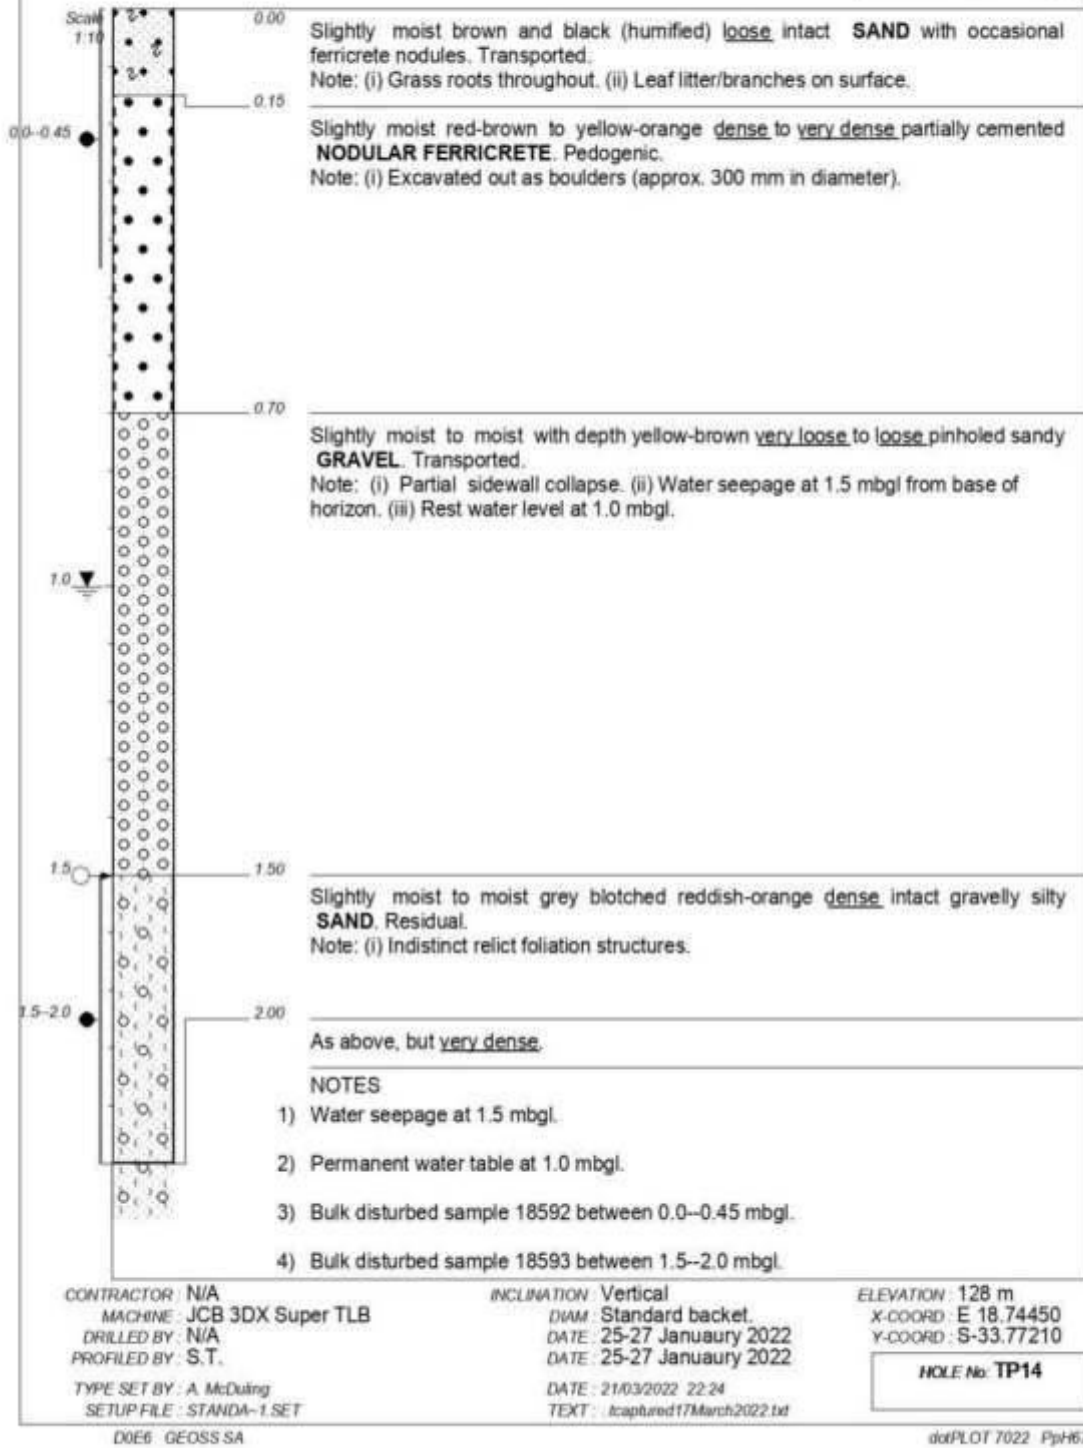 Scale
1:10
0.00
Slightly moist brown and black (humified) loose intact SAND with occasional
ferricrete nodules. Transported.
Note: (i) Grass roots throughout. (ii) Leaf litter/branches on surface.
0.15
0.0--0.45
Slightly moist red-brown to yellow-orange dense to very dense partially cemented
NODULAR FERRICRETE. Pedogenic.
Note: (i) Excavated out as boulders (approx. 300 mm in diameter).
0.70
Slightly moist to moist with depth yellow-brown very loose to loose pinholed sandy
GRAVEL. Transported.
Note: (i) Partial sidewall collapse. (ii) Water seepage at 1.5 mbgl from base of
horizon. (iii) Rest water level at 1.0 mbgl.
1.0
1.5
1.50
Slightly moist to moist grey blotched reddish-orange dense intact gravelly silty
SAND. Residual.
Note: (i) Indistinct relict foliation structures.
1.5--2.0
2.00
As above, but very dense.
NOTES
1) Water seepage at 1.5 mbgl.
2) Permanent water table at 1.0 mbgl.
3) Bulk disturbed sample 18592 between 0.0--0.45 mbgl.
4) Bulk disturbed sample 18593 between 1.5--2.0 mbgl.
CONTRACTOR : N/A INCLINATION : Vertical ELEVATION : 128 m
MACHINE : JCB 3DX Super TLB DIAM : Standard backet. X-COORD : E 18.74450
DRILLED BY : N/A DATE : 25-27 Januaury 2022 Y-COORD : S-33.77210
PROFILED BY : S.T. DATE : 25-27 Januaury 2022
HOLE No: TP14
TYPE SET BY : A. McDuling DATE : 21/03/2022 22:24
SETUP FILE : STANDA~1.SET TEXT : .\captured17March2022.txt
D0E6 GEOSS SA dotPLOT 7022 PpH6